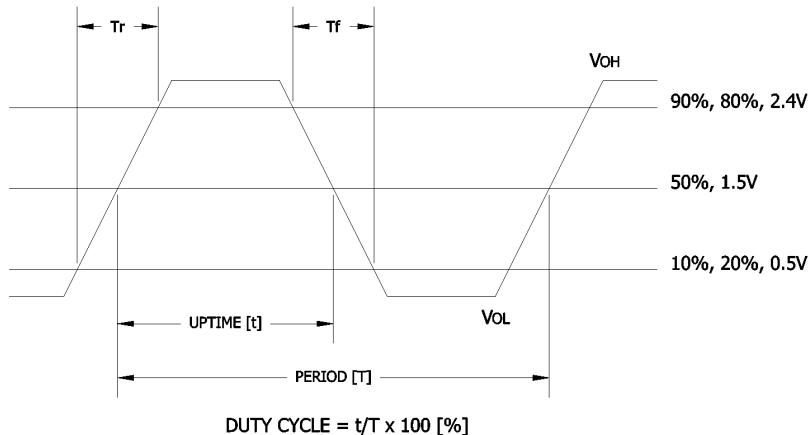 Tr
Tf
VOH
90%, 80%, 2.4V
50%, 1.5V
10%, 20%, 0.5V
VOL
UPTIME [t]
PERIOD [T]
DUTY CYCLE = t/T x 100 [%]